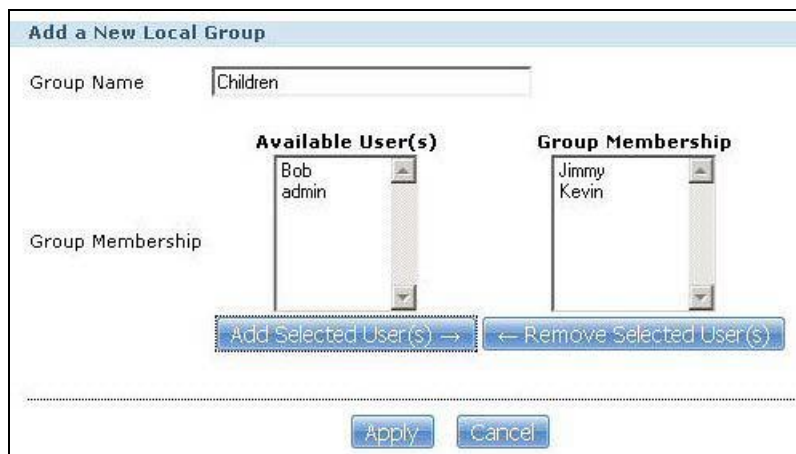 Add a New Local Group
Group Name Children
Available User(s) Group Membership
Bob Jimmy
admin Kevin
Group Membership
Add Selected User(s) → ← Remove Selected User(s)
Apply Cancel